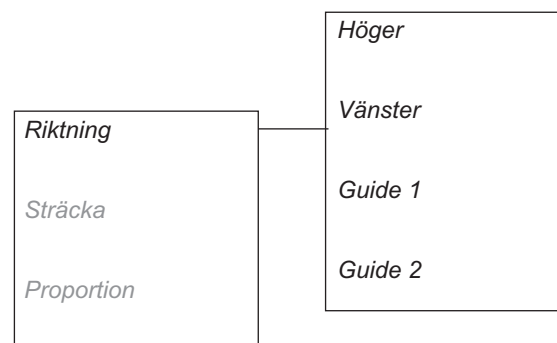 Riktning
Sträcka
Proportion
Höger
Vänster
Guide 1
Guide 2